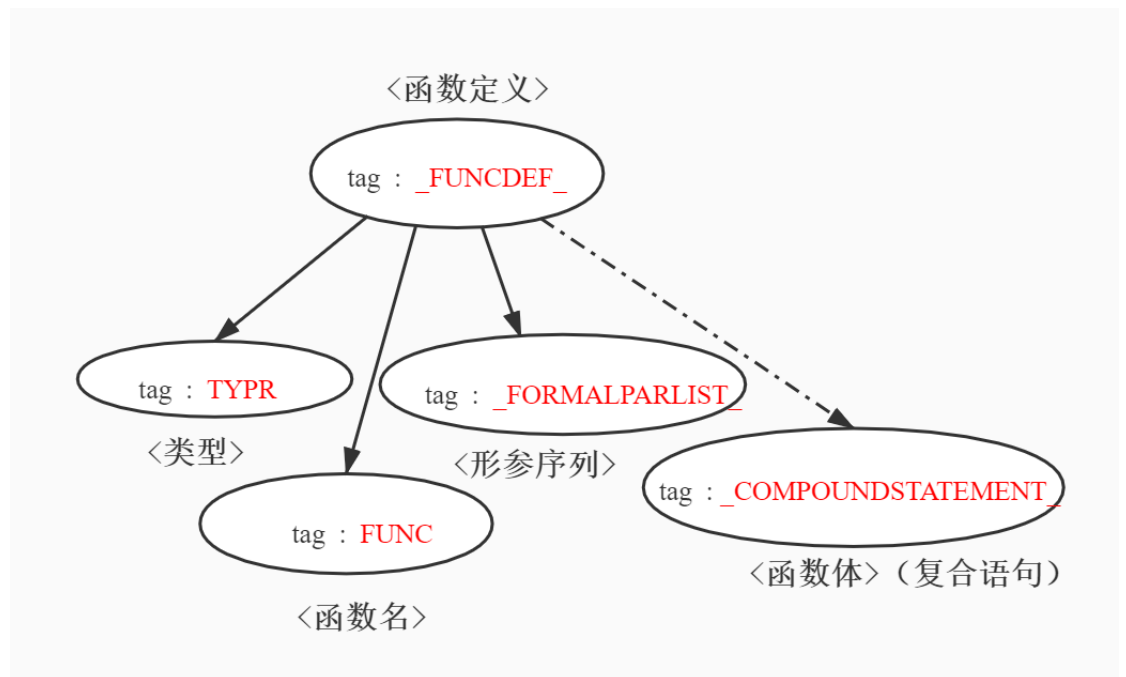 <函数定义>
tag : _FUNCDEF_
tag : TYPR
<类型>
tag : _FORMALPARLIST_
<形参序列>
tag : FUNC
<函数名>
tag : _COMPOUNDSTATEMENT_
<函数体>（复合语句）